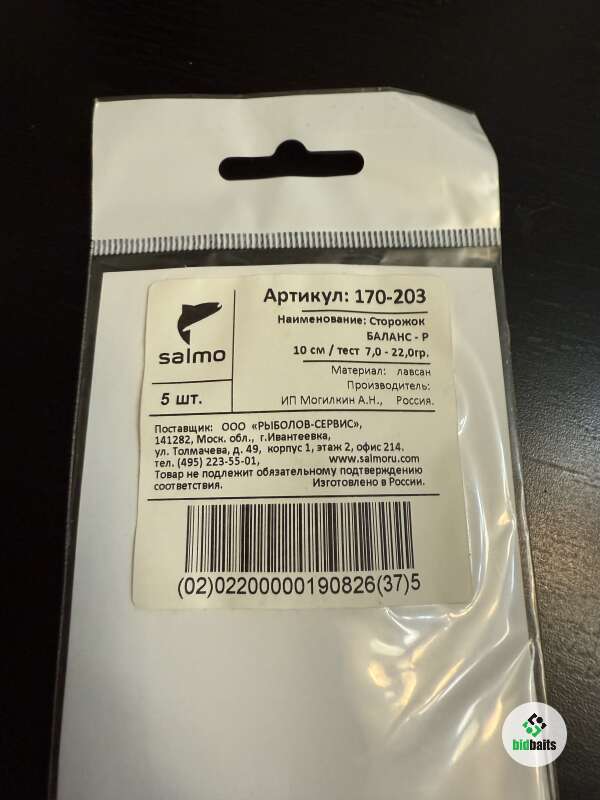 Артикул: 170-203
Наименование: Сторожок
БАЛАНС - Р
10 см / тест 7,0 - 22,0гр.
salmo
5 шт.
Материал: лавсан
Производитель:
ИП Могилкин А.Н., Россия.
Поставщик: ООО «РЫБОЛОВ-СЕРВИС»,
141282, Моск. обл., г.Ивантеевка,
ул. Толмачева, д. 49, корпус 1, этаж 2, офис 214.
тел. (495) 223-55-01, www.salmoru.com
Товар не подлежит обязательному подтверждению
соответствия. Изготовлено в России.
(02)02200000190826(37)5
bidbaits